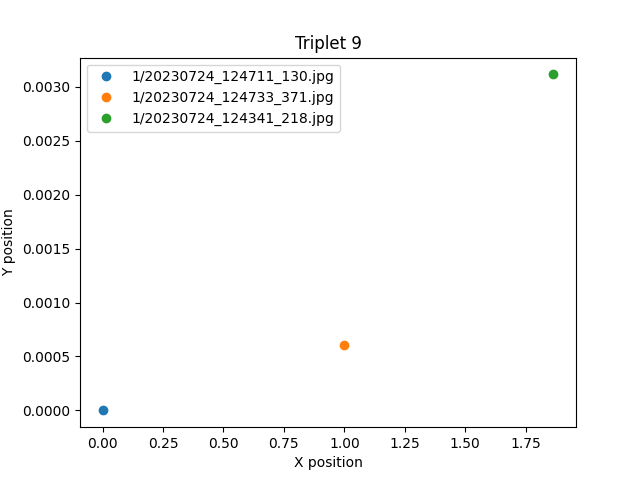 Triplet 9
1/20230724_124711_130.jpg
1/20230724_124733_371.jpg
1/20230724_124341_218.jpg
Y position
0.0030
0.0025
0.0020
0.0015
0.0010
0.0005
0.0000
0.00 0.25 0.50 0.75 1.00 1.25 1.50 1.75
X position